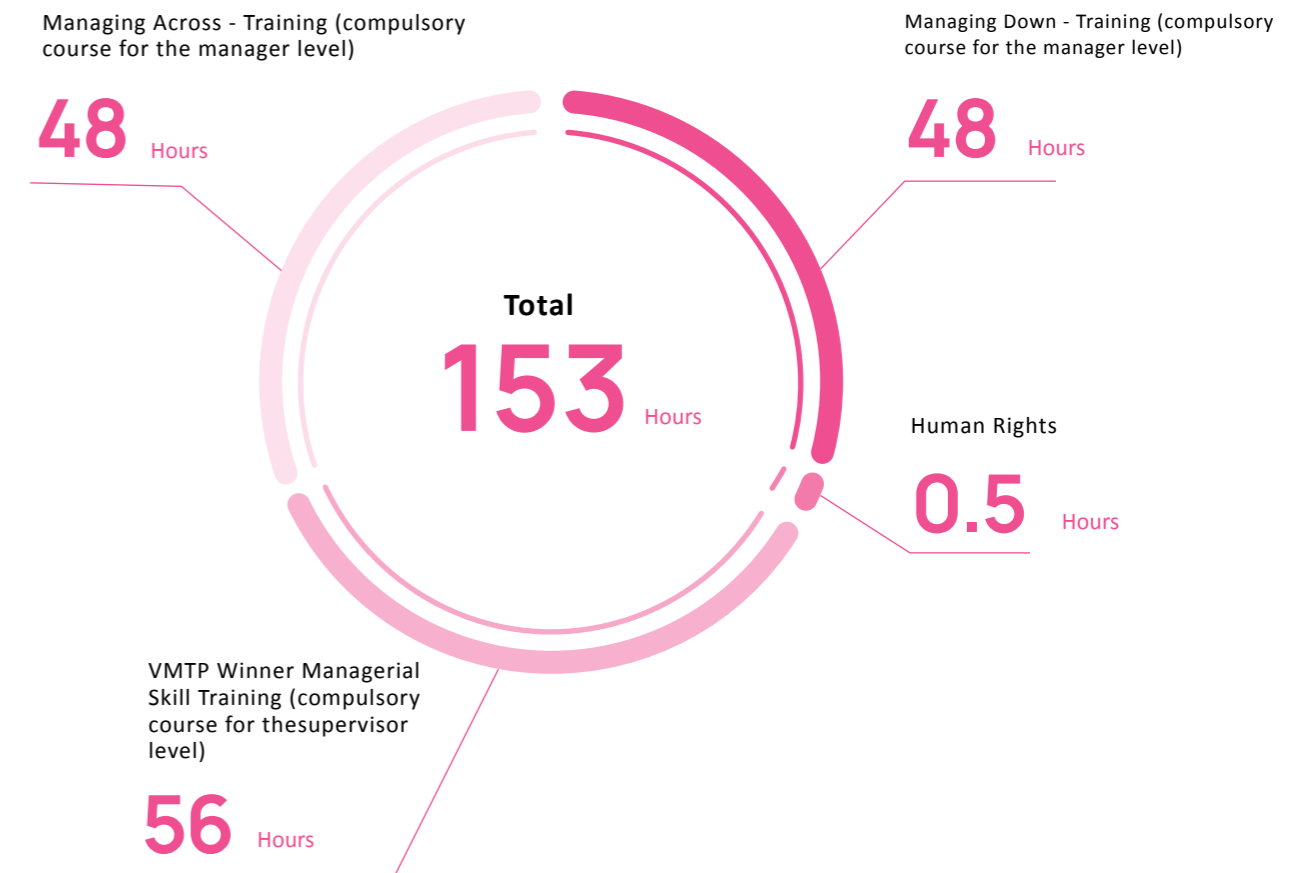 Managing Across - Training (compulsory
course for the manager level)
48 Hours
Managing Down - Training (compulsory
course for the manager level)
48 Hours
Total
153 Hours
Human Rights
0.5 Hours
VMTP Winner Managerial
Skill Training (compulsory
course for thesupervisor
level)
56 Hours